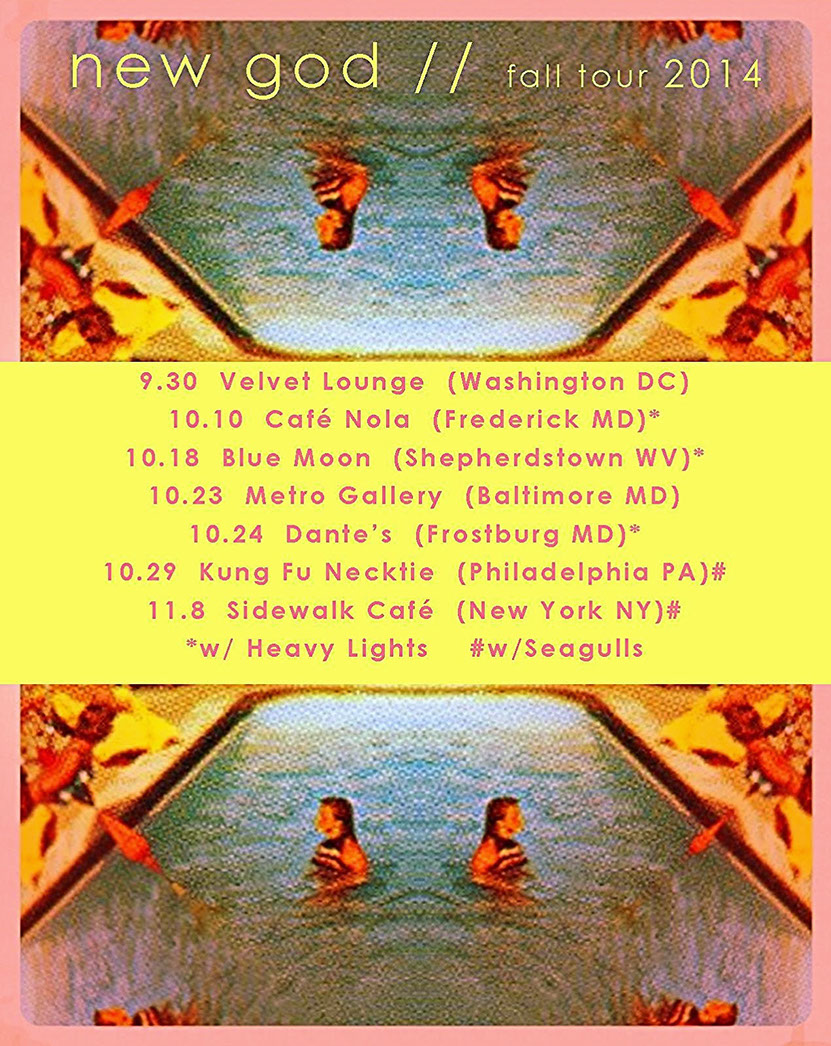 new god // fall tour 2014
9.30 Velvet Lounge (Washington DC)
10.10 Café Nola (Frederick MD)*
10.18 Blue Moon (Shepherdstown WV)*
10.23 Metro Gallery (Baltimore MD)
10.24 Dante’s (Frostburg MD)*
10.29 Kung Fu Necktie (Philadelphia PA)#
11.8 Sidewalk Café (New York NY)#
*w/ Heavy Lights #w/Seagulls